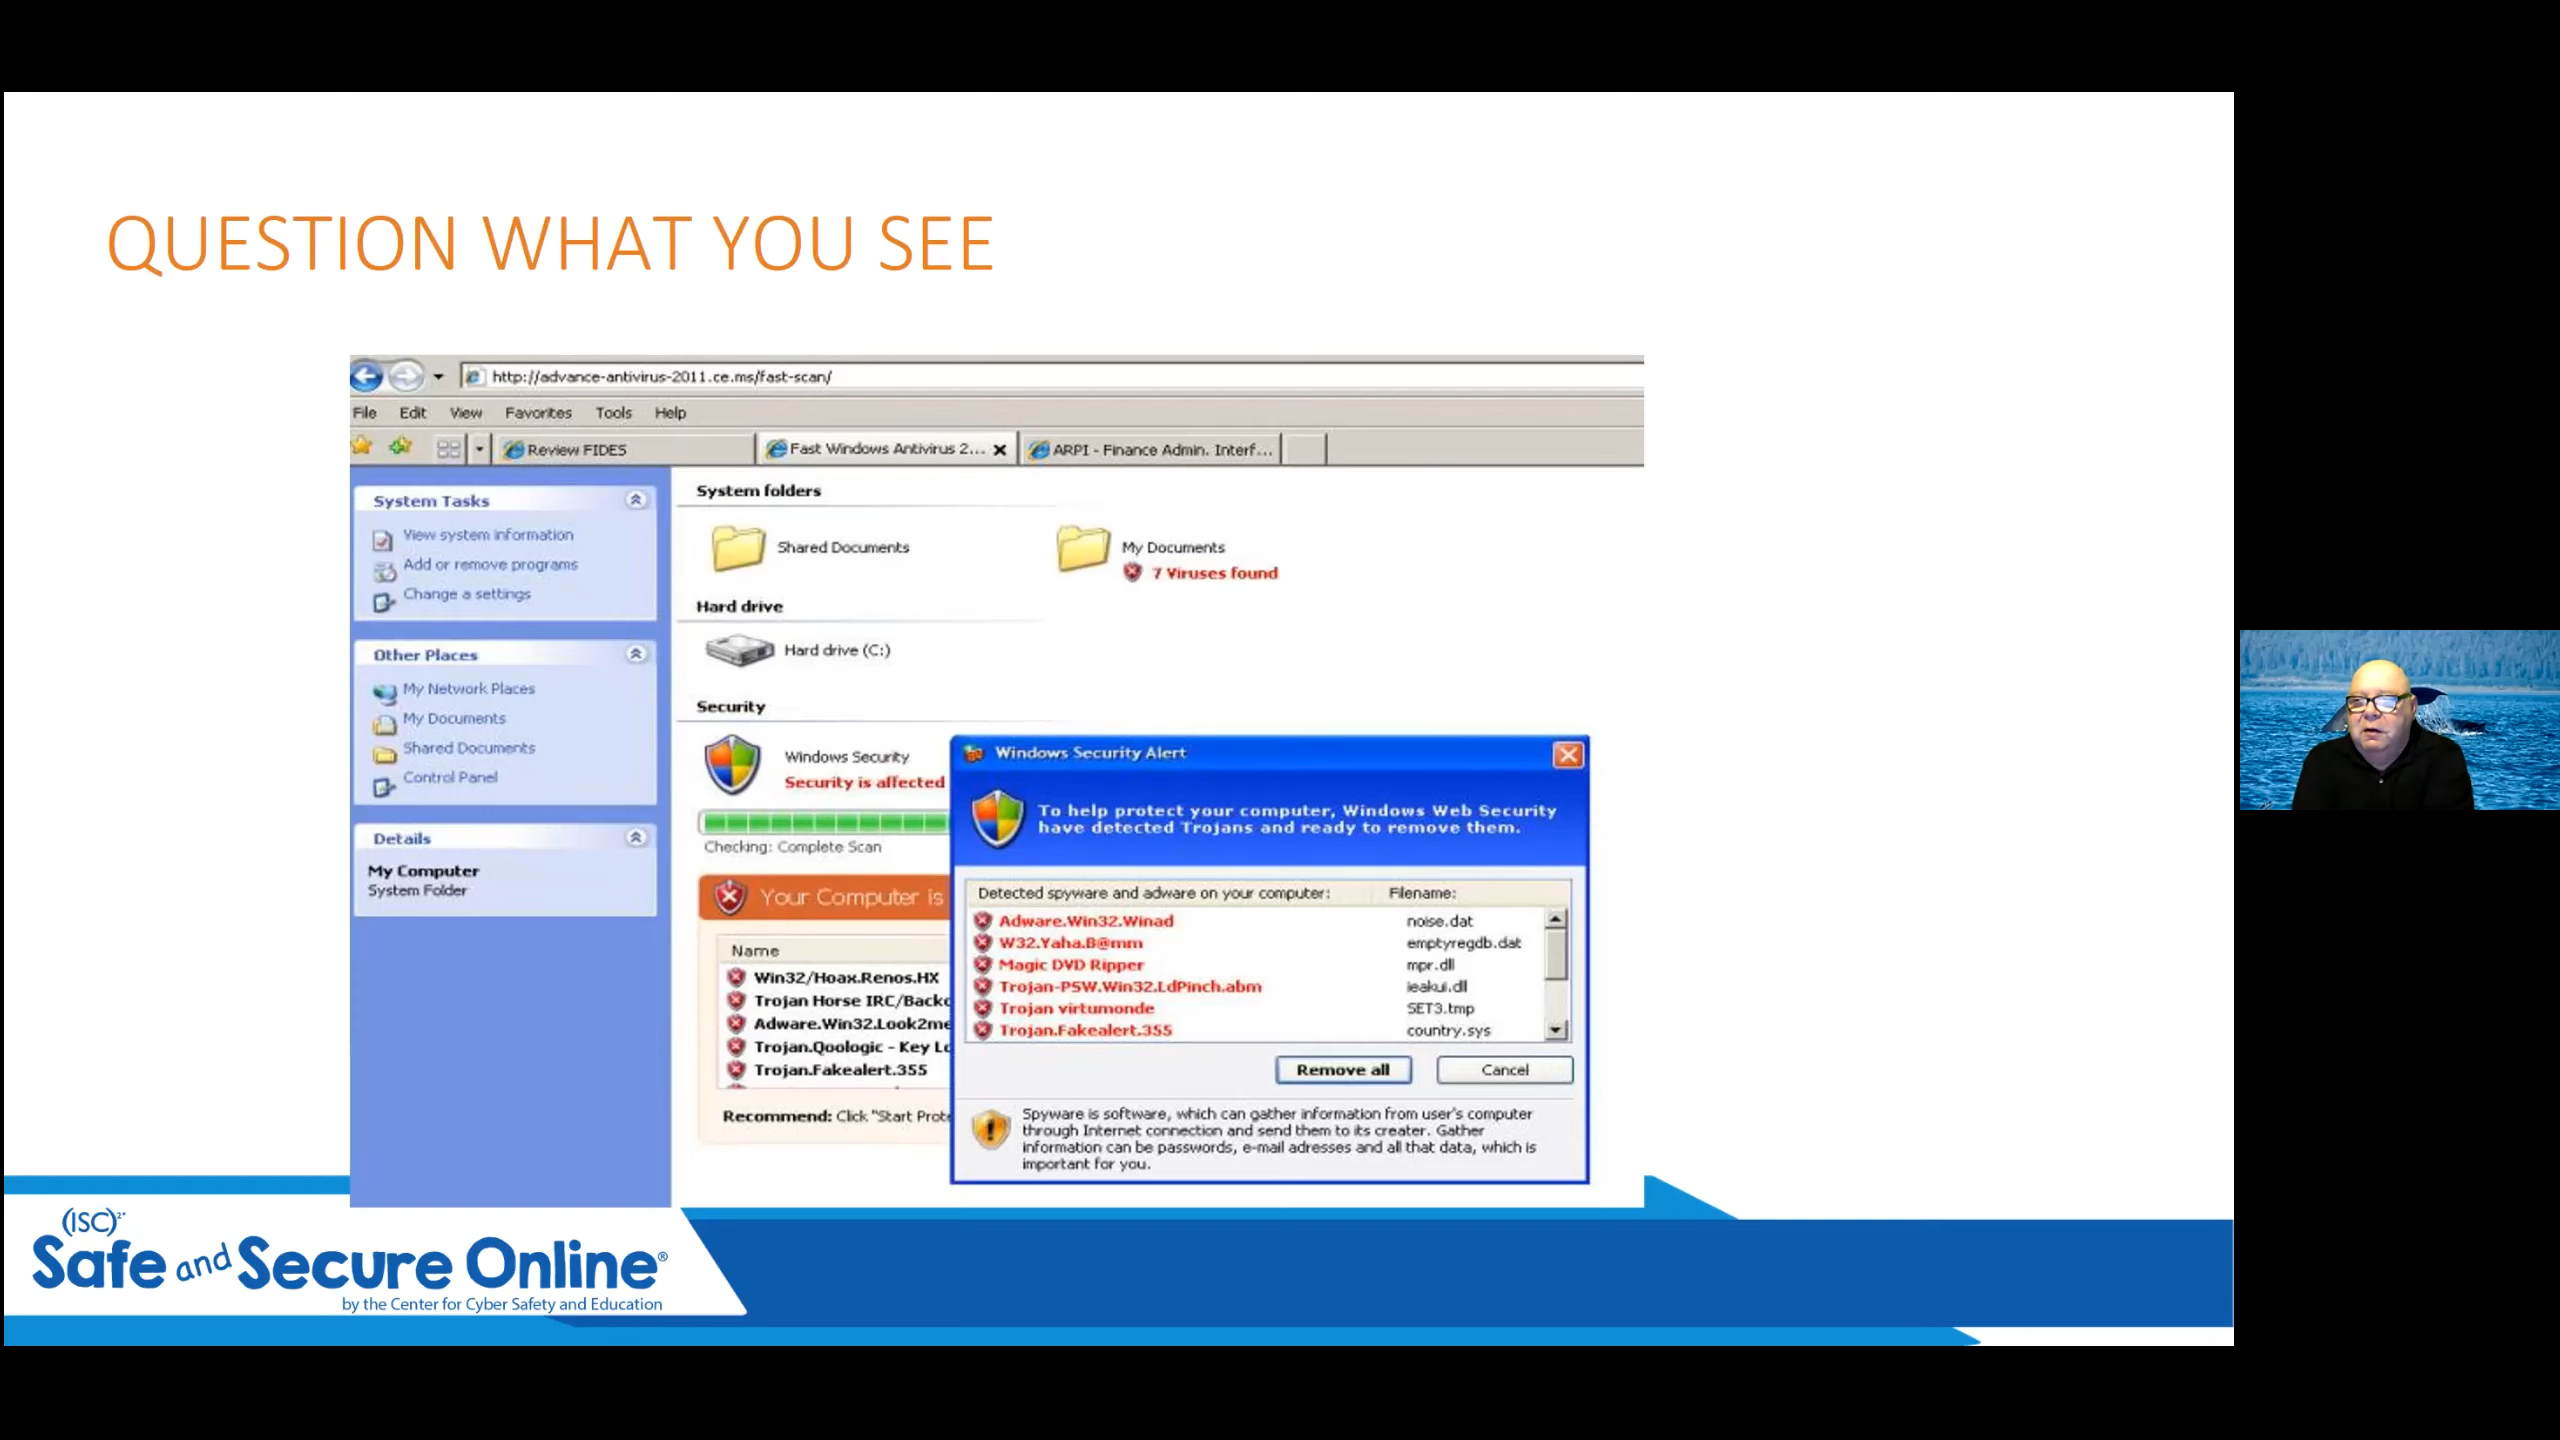 QUESTION WHAT YOU SEE
http://advance-antivirus-2011.ce.ms/fast-scan/
File Edit View Favorites Tools Help
Review FIDES
Fast Windows Antivirus 2...
ARPI - Finance Admin. Interf...
System Tasks
View system information
Add or remove programs
Change a settings
Other Places
My Network Places
My Documents
Shared Documents
Control Panel
Details
My Computer
System Folder
System folders
Shared Documents
My Documents
7 Viruses found
Hard drive
Hard drive (C:)
Security
Windows Security
Security is affected
Checking: Complete Scan
Your Computer is
Name
Win32/Hoax.Renos.HX
Trojan Horse IRC/Backd
Adware.Win32.Look2me
Trojan.Qoologic - Key Lo
Trojan.Fakealert.355
Recommend: Click "Start Prote
Windows Security Alert
To help protect your computer, Windows Web Security
have detected Trojans and ready to remove them.
Detected spyware and adware on your computer: Filename:
Adware.Win32.Winad noise.dat
W32.Yaha.B@mm emptyregdb.dat
Magic DVD Ripper mpr.dll
Trojan-PSW.Win32.LdPinch.abm ieakui.dll
Trojan virtumonde SET3.tmp
Trojan.Fakealert.355 country.sys
Remove all Cancel
Spyware is software, which can gather information from user's computer
through Internet connection and send them to its creater. Gather
information can be passwords, e-mail adresses and all that data, which is
important for you.
(ISC)²®
Safe and Secure Online®
by the Center for Cyber Safety and Education